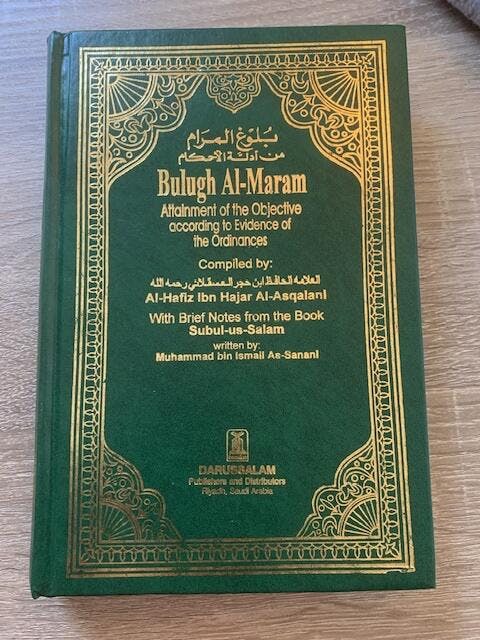 بلوغ المرام
من أدلة الأحكام
Bulugh Al-Maram
Attainment of the Objective
according to Evidence of
the Ordinances
Compiled by:
العلامة الحافظ ابن حجر العسقلاني رحمه الله
Al-Hafiz Ibn Hajar Al-Asqalani
With Brief Notes from the Book
Subul-us-Salam
written by:
Muhammad bin Ismail As-Sanani
DARUSSALAM
Publishers and Distributors
Riyadh, Saudi Arabia